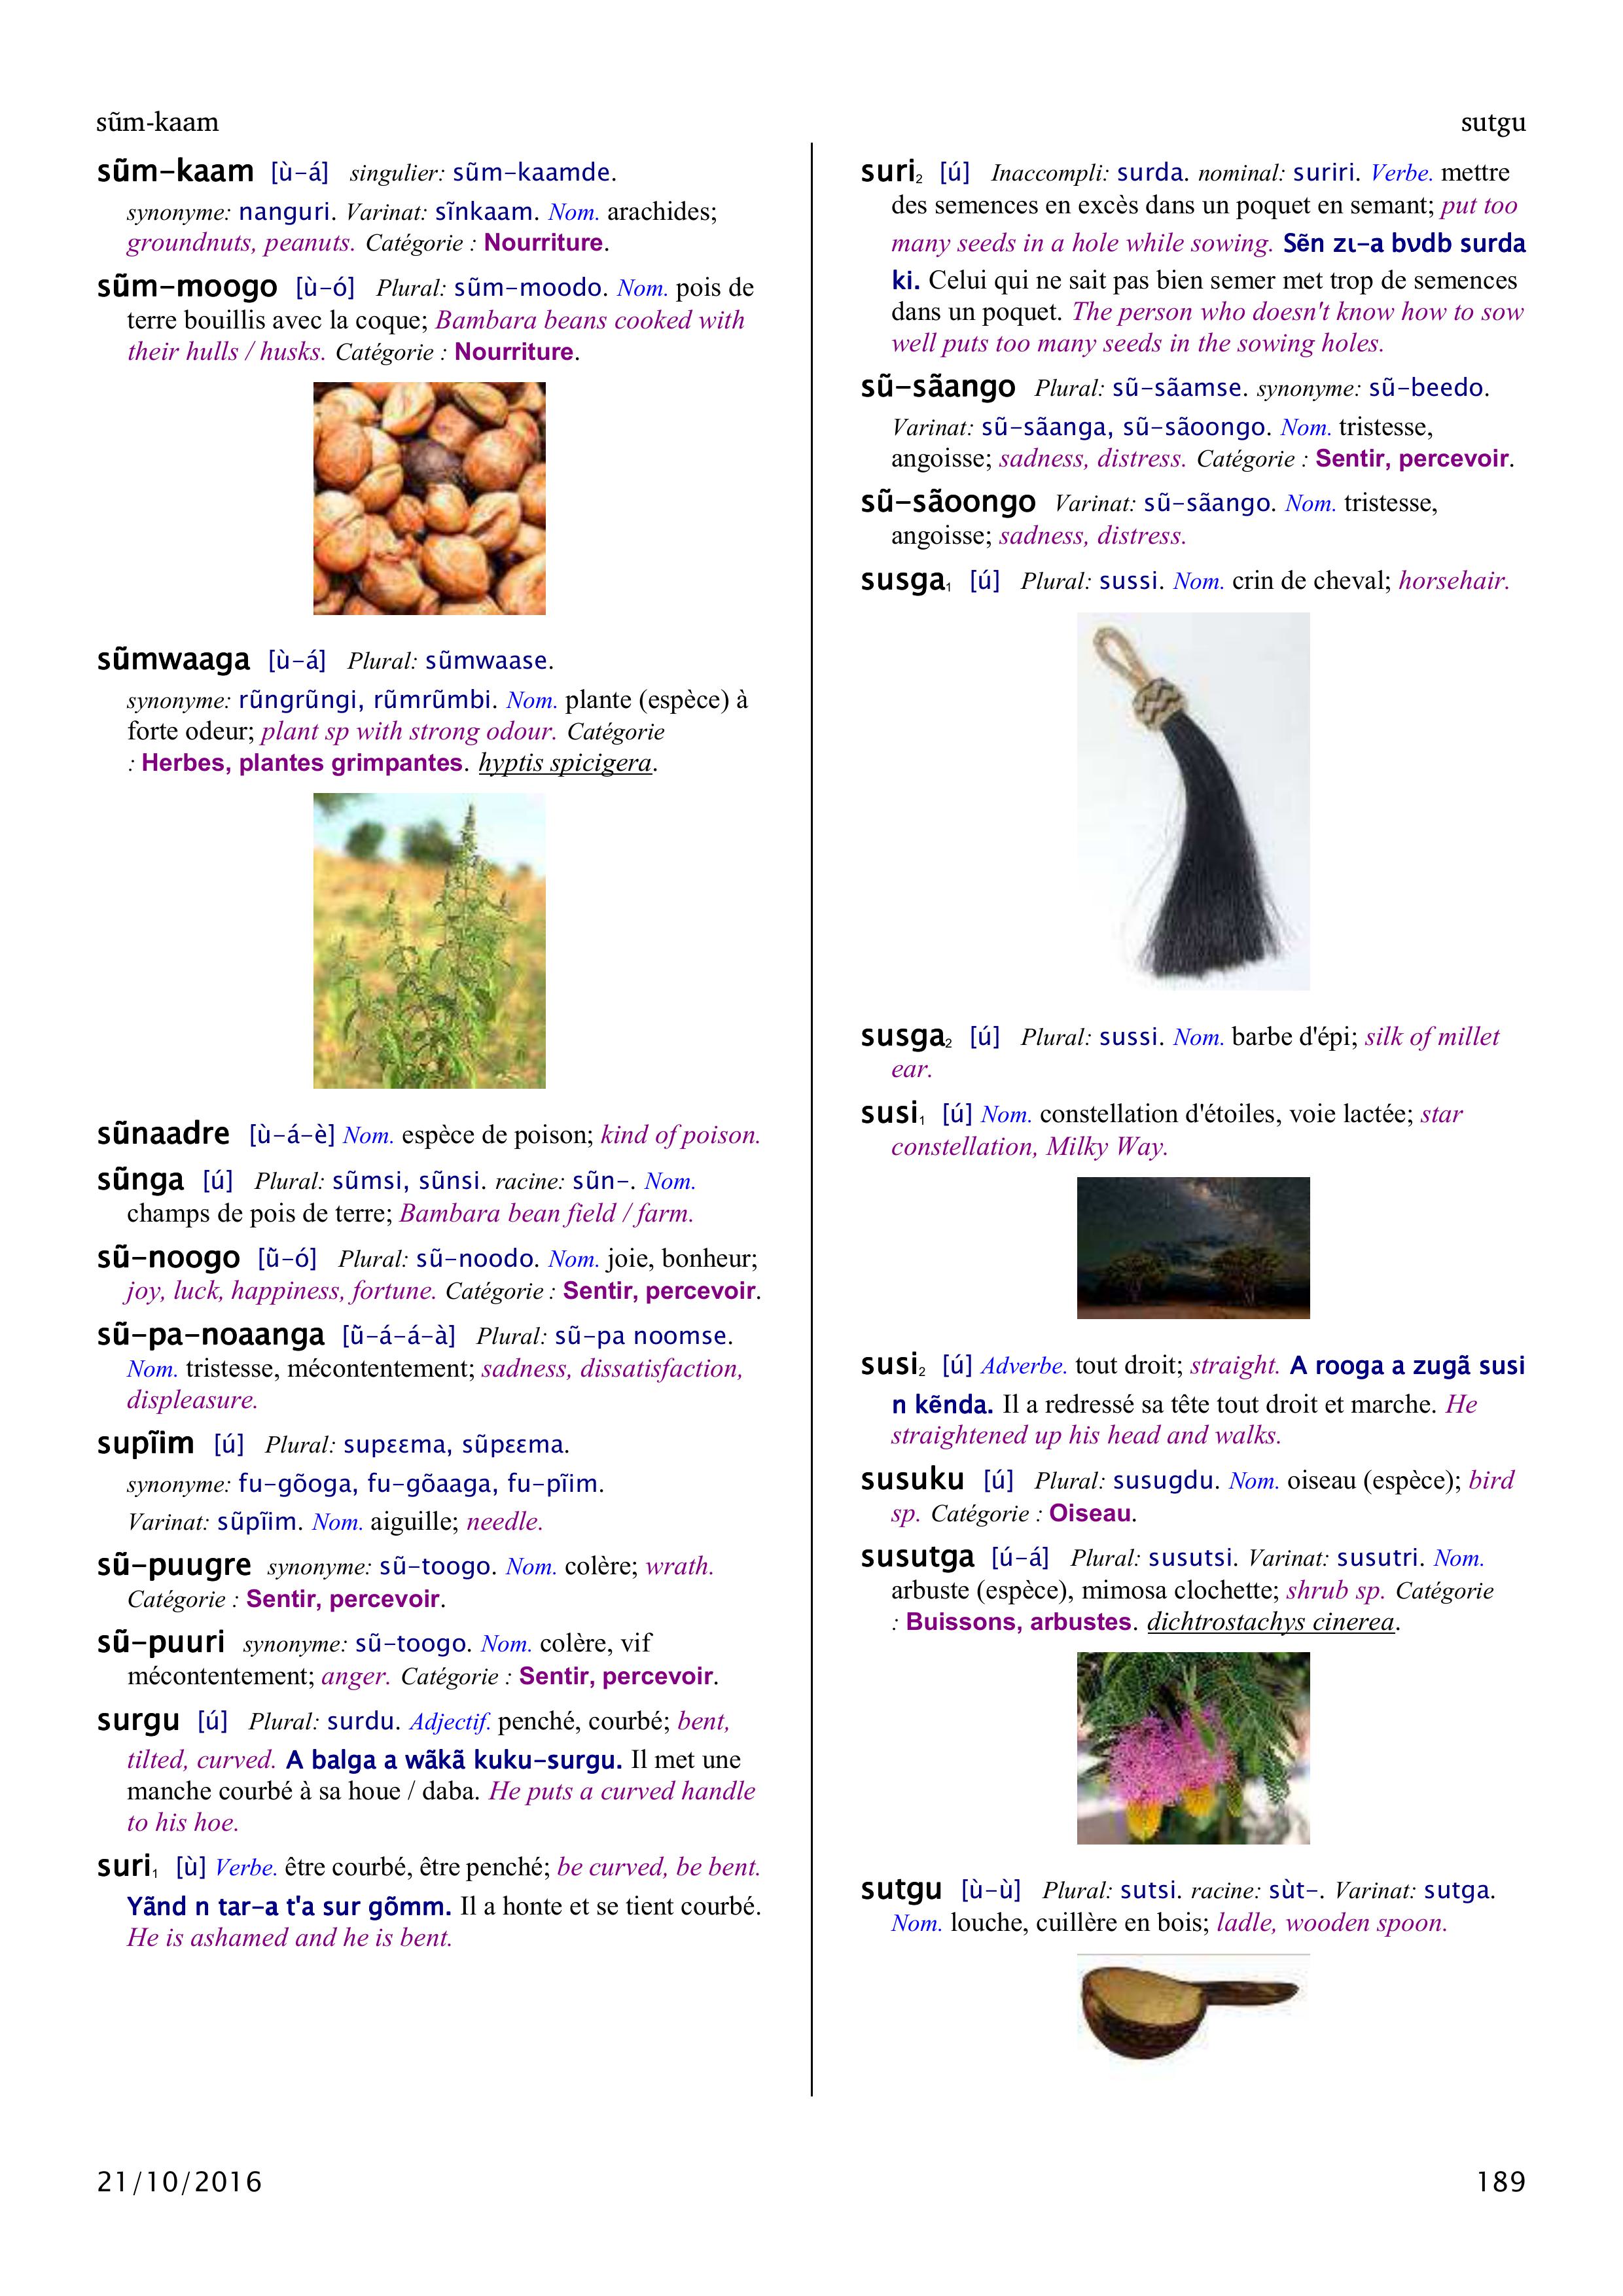 sũm-kaam
sutgu
sũm-kaam [ù-á] singulier: sũm-kaamde.
synonyme: nanguri. Varinat: sĩnkaam. Nom. arachides;
groundnuts, peanuts. Catégorie : Nourriture.
sũm-moogo [ù-ó] Plural: sũm-moodo. Nom. pois de
terre bouillis avec la coque; Bambara beans cooked with
their hulls / husks. Catégorie : Nourriture.
sũmwaaga [ù-á] Plural: sũmwaase.
synonyme: rũngrũngi, rũmrũmbi. Nom. plante (espèce) à
forte odeur; plant sp with strong odour. Catégorie
: Herbes, plantes grimpantes. hyptis spicigera.
sũnaadre [ù-á-è] Nom. espèce de poison; kind of poison.
sũnga [ú] Plural: sũmsi, sũnsi. racine: sũn-. Nom.
champs de pois de terre; Bambara bean field / farm.
sũ-noogo [ũ̀-ó] Plural: sũ-noodo. Nom. joie, bonheur;
joy, luck, happiness, fortune. Catégorie : Sentir, percevoir.
sũ-pa-noaanga [ũ̀-á-á-à] Plural: sũ-pa noomse.
Nom. tristesse, mécontentement; sadness, dissatisfaction,
displeasure.
supĩim [ú] Plural: supɛɛma, sũpɛɛma.
synonyme: fu-gõoga, fu-gõaaga, fu-pĩim.
Varinat: sũpĩim. Nom. aiguille; needle.
sũ-puugre synonyme: sũ-toogo. Nom. colère; wrath.
Catégorie : Sentir, percevoir.
sũ-puuri synonyme: sũ-toogo. Nom. colère, vif
mécontentement; anger. Catégorie : Sentir, percevoir.
surgu [ú] Plural: surdu. Adjectif. penché, courbé; bent,
tilted, curved. A balga a wãkã kuku-surgu. Il met une
manche courbé à sa houe / daba. He puts a curved handle
to his hoe.
suri₁ [ù] Verbe. être courbé, être penché; be curved, be bent.
Yãnd n tar-a t'a sur gõmm. Il a honte et se tient courbé.
He is ashamed and he is bent.
suri₂ [ú] Inaccompli: surda. nominal: suriri. Verbe. mettre
des semences en excès dans un poquet en semant; put too
many seeds in a hole while sowing. Sẽn zɩ-a bʋdb surda
ki. Celui qui ne sait pas bien semer met trop de semences
dans un poquet. The person who doesn't know how to sow
well puts too many seeds in the sowing holes.
sũ-sãango Plural: sũ-sãamse. synonyme: sũ-beedo.
Varinat: sũ-sãanga, sũ-sãoongo. Nom. tristesse,
angoisse; sadness, distress. Catégorie : Sentir, percevoir.
sũ-sãoongo Varinat: sũ-sãango. Nom. tristesse,
angoisse; sadness, distress.
susga₁ [ú] Plural: sussi. Nom. crin de cheval; horsehair.
susga₂ [ú] Plural: sussi. Nom. barbe d'épi; silk of millet
ear.
susi₁ [ú] Nom. constellation d'étoiles, voie lactée; star
constellation, Milky Way.
susi₂ [ú] Adverbe. tout droit; straight. A rooga a zugã susi
n kẽnda. Il a redressé sa tête tout droit et marche. He
straightened up his head and walks.
susuku [ú] Plural: susugdu. Nom. oiseau (espèce); bird
sp. Catégorie : Oiseau.
susutga [ú-á] Plural: susutsi. Varinat: susutri. Nom.
arbuste (espèce), mimosa clochette; shrub sp. Catégorie
: Buissons, arbustes. dichtrostachys cinerea.
sutgu [ù-ù] Plural: sutsi. racine: sùt-. Varinat: sutga.
Nom. louche, cuillère en bois; ladle, wooden spoon.
21/10/2016
189